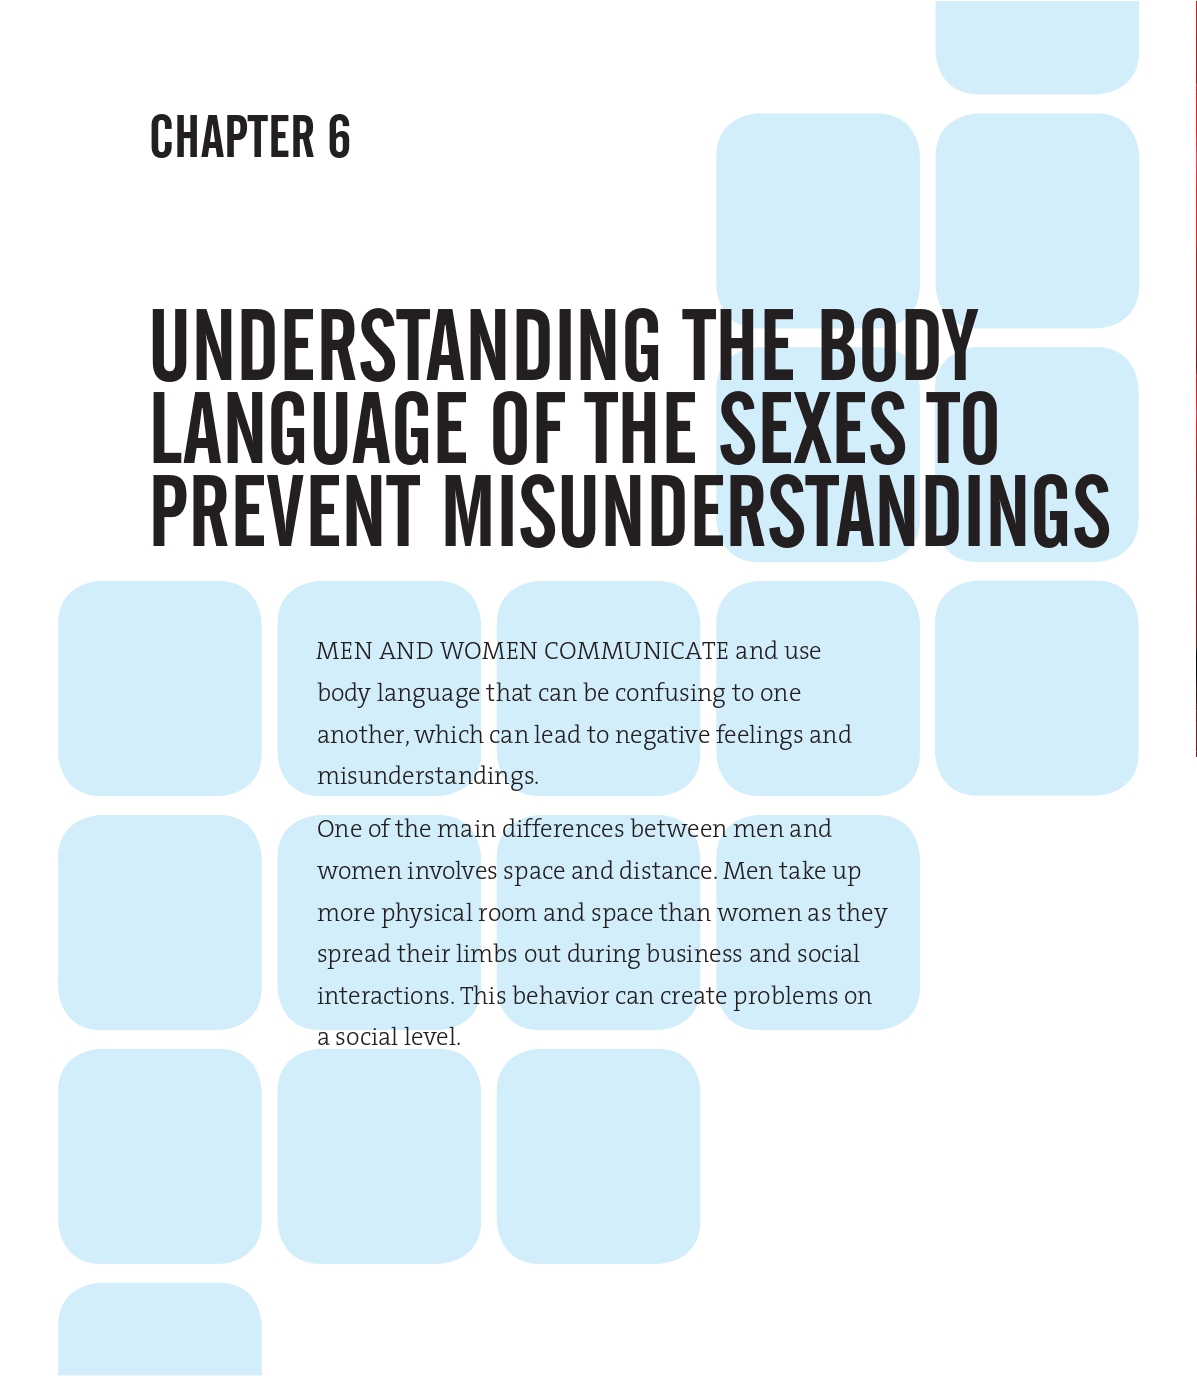 CHAPTER 6
UNDERSTANDING THE BODY
LANGUAGE OF THE SEXES TO
PREVENT MISUNDERSTANDINGS
MEN AND WOMEN COMMUNICATE and use
body language that can be confusing to one
another, which can lead to negative feelings and
misunderstandings.
One of the main differences between men and
women involves space and distance. Men take up
more physical room and space than women as they
spread their limbs out during business and social
interactions. This behavior can create problems on
a social level.